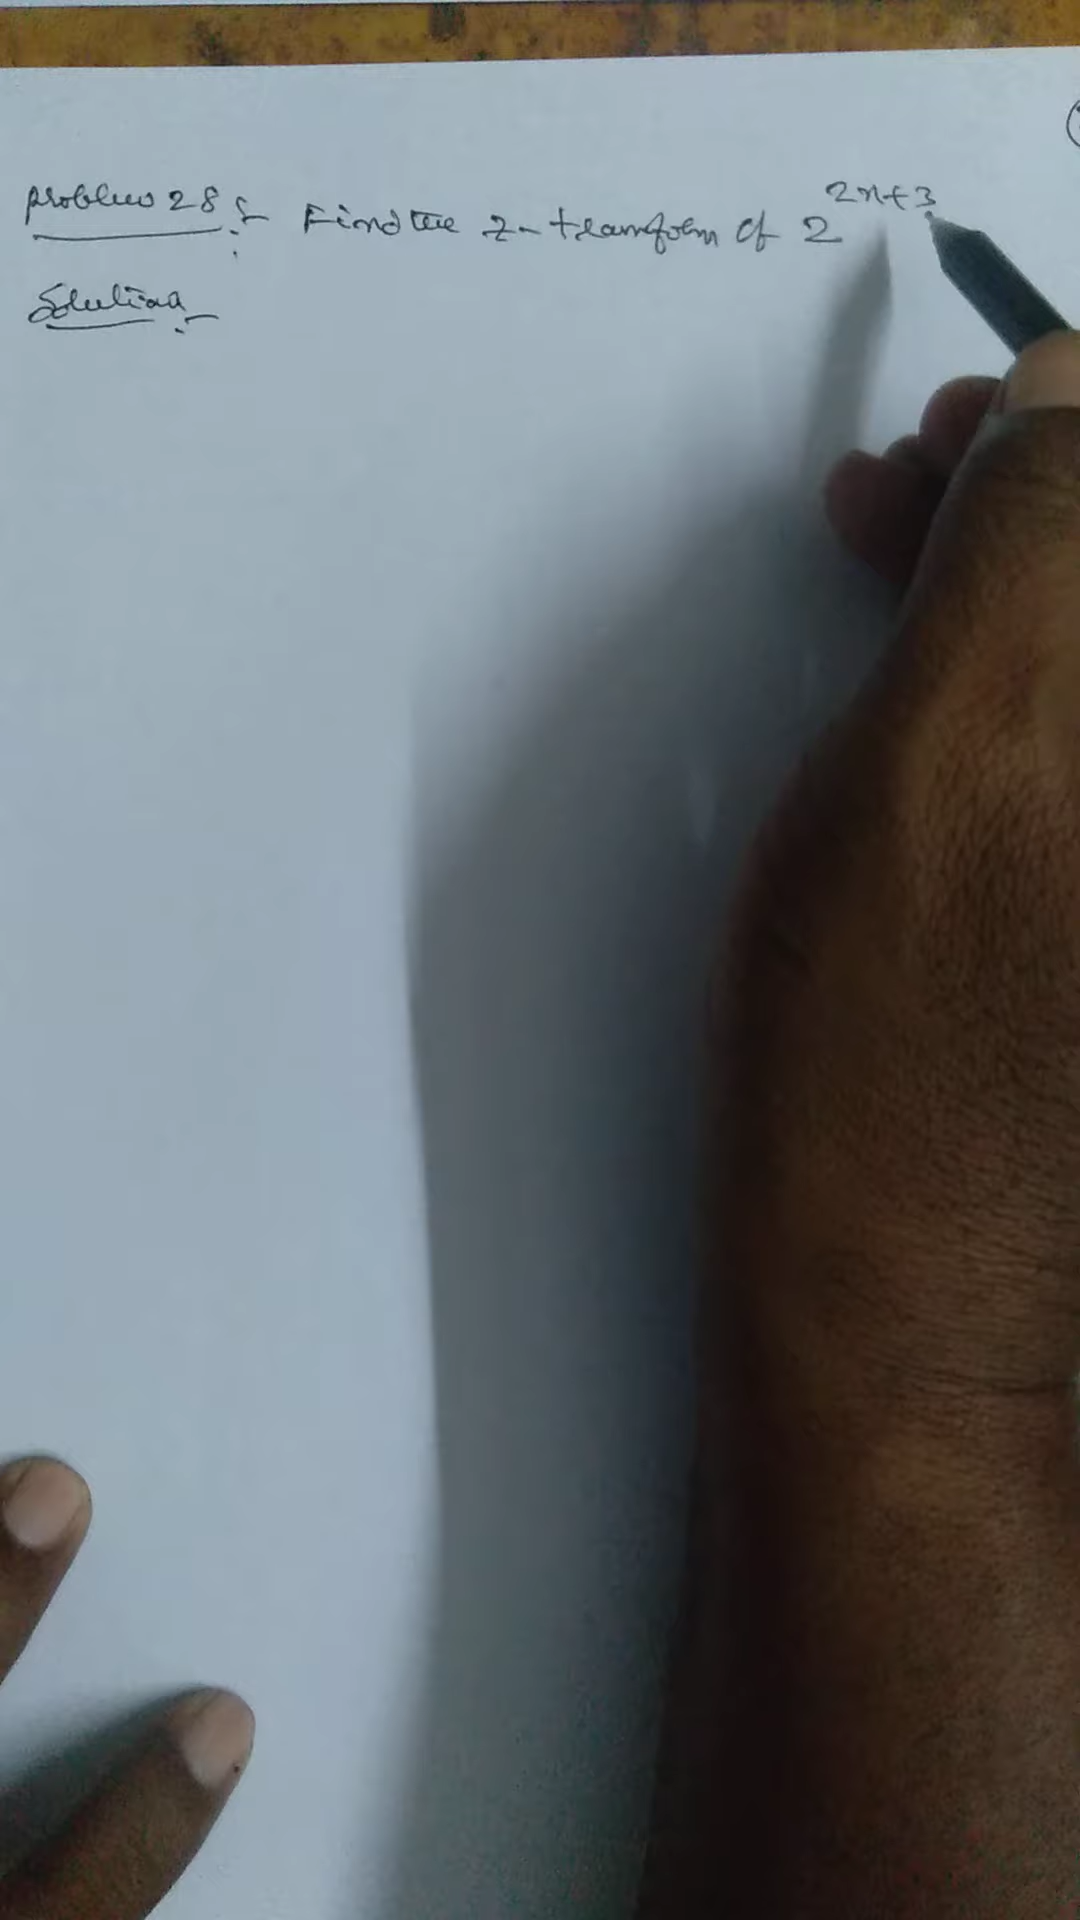 Problem 28:- Find the z-transform of 2^{2n+3}
Solution:-